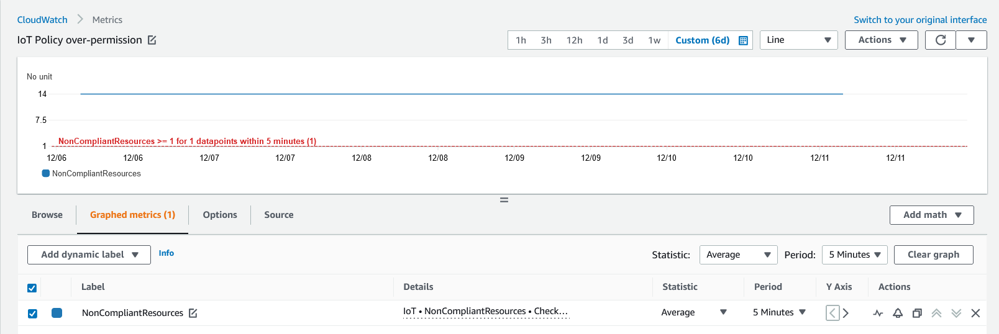 CloudWatch > Metrics
Switch to your original interface
IoT Policy over-permission
1h 3h 12h 1d 3d 1w Custom (6d) Line Actions
No unit
14
7.5
NonCompliantResources >= 1 for 1 datapoints within 5 minutes (1)
1
12/06 12/06 12/07 12/07 12/08 12/08 12/09 12/09 12/10 12/10 12/11 12/11
NonCompliantResources
Browse Graphed metrics (1) Options Source Add math
Add dynamic label Info Statistic: Average Period: 5 Minutes Clear graph
Label Details Statistic Period Y Axis Actions
NonCompliantResources IoT • NonCompliantResources • Check... Average 5 Minutes < >